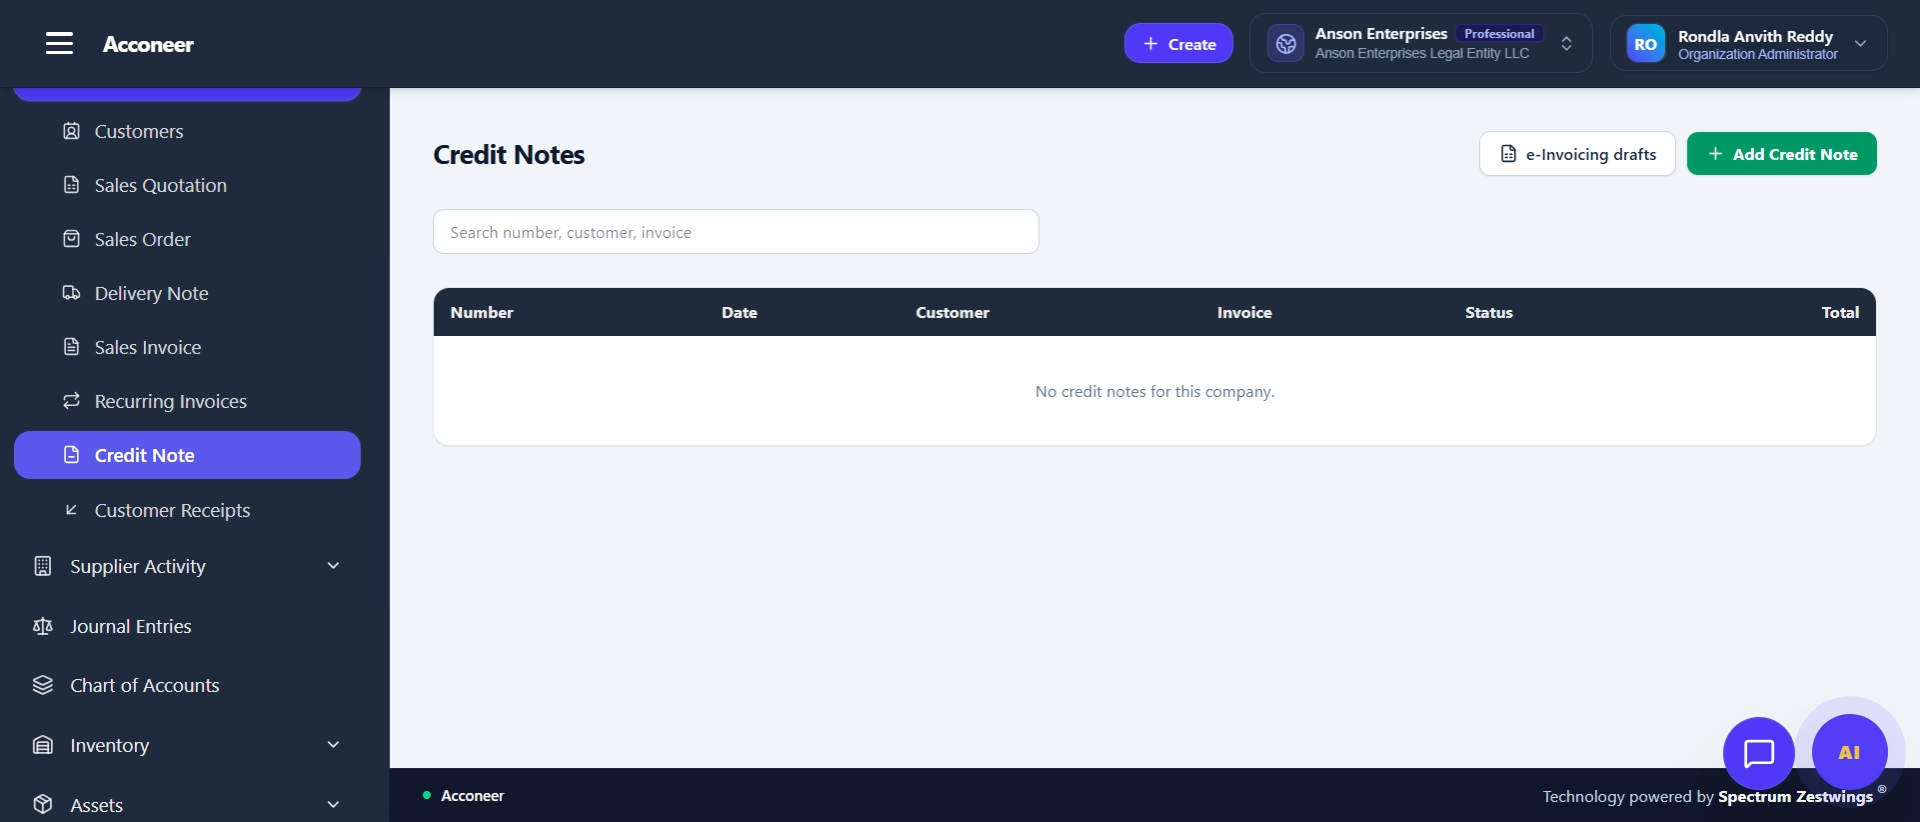 Acconeer
+ Create
Anson Enterprises Professional
Anson Enterprises Legal Entity LLC
RO
Rondla Anvith Reddy
Organization Administrator
Customers
Sales Quotation
Sales Order
Delivery Note
Sales Invoice
Recurring Invoices
Credit Note
Customer Receipts
Supplier Activity
Journal Entries
Chart of Accounts
Inventory
Assets
Credit Notes
e-Invoicing drafts
+ Add Credit Note
Search number, customer, invoice
Number Date Customer Invoice Status Total
No credit notes for this company.
AI
Acconeer
Technology powered by Spectrum Zestwings ®